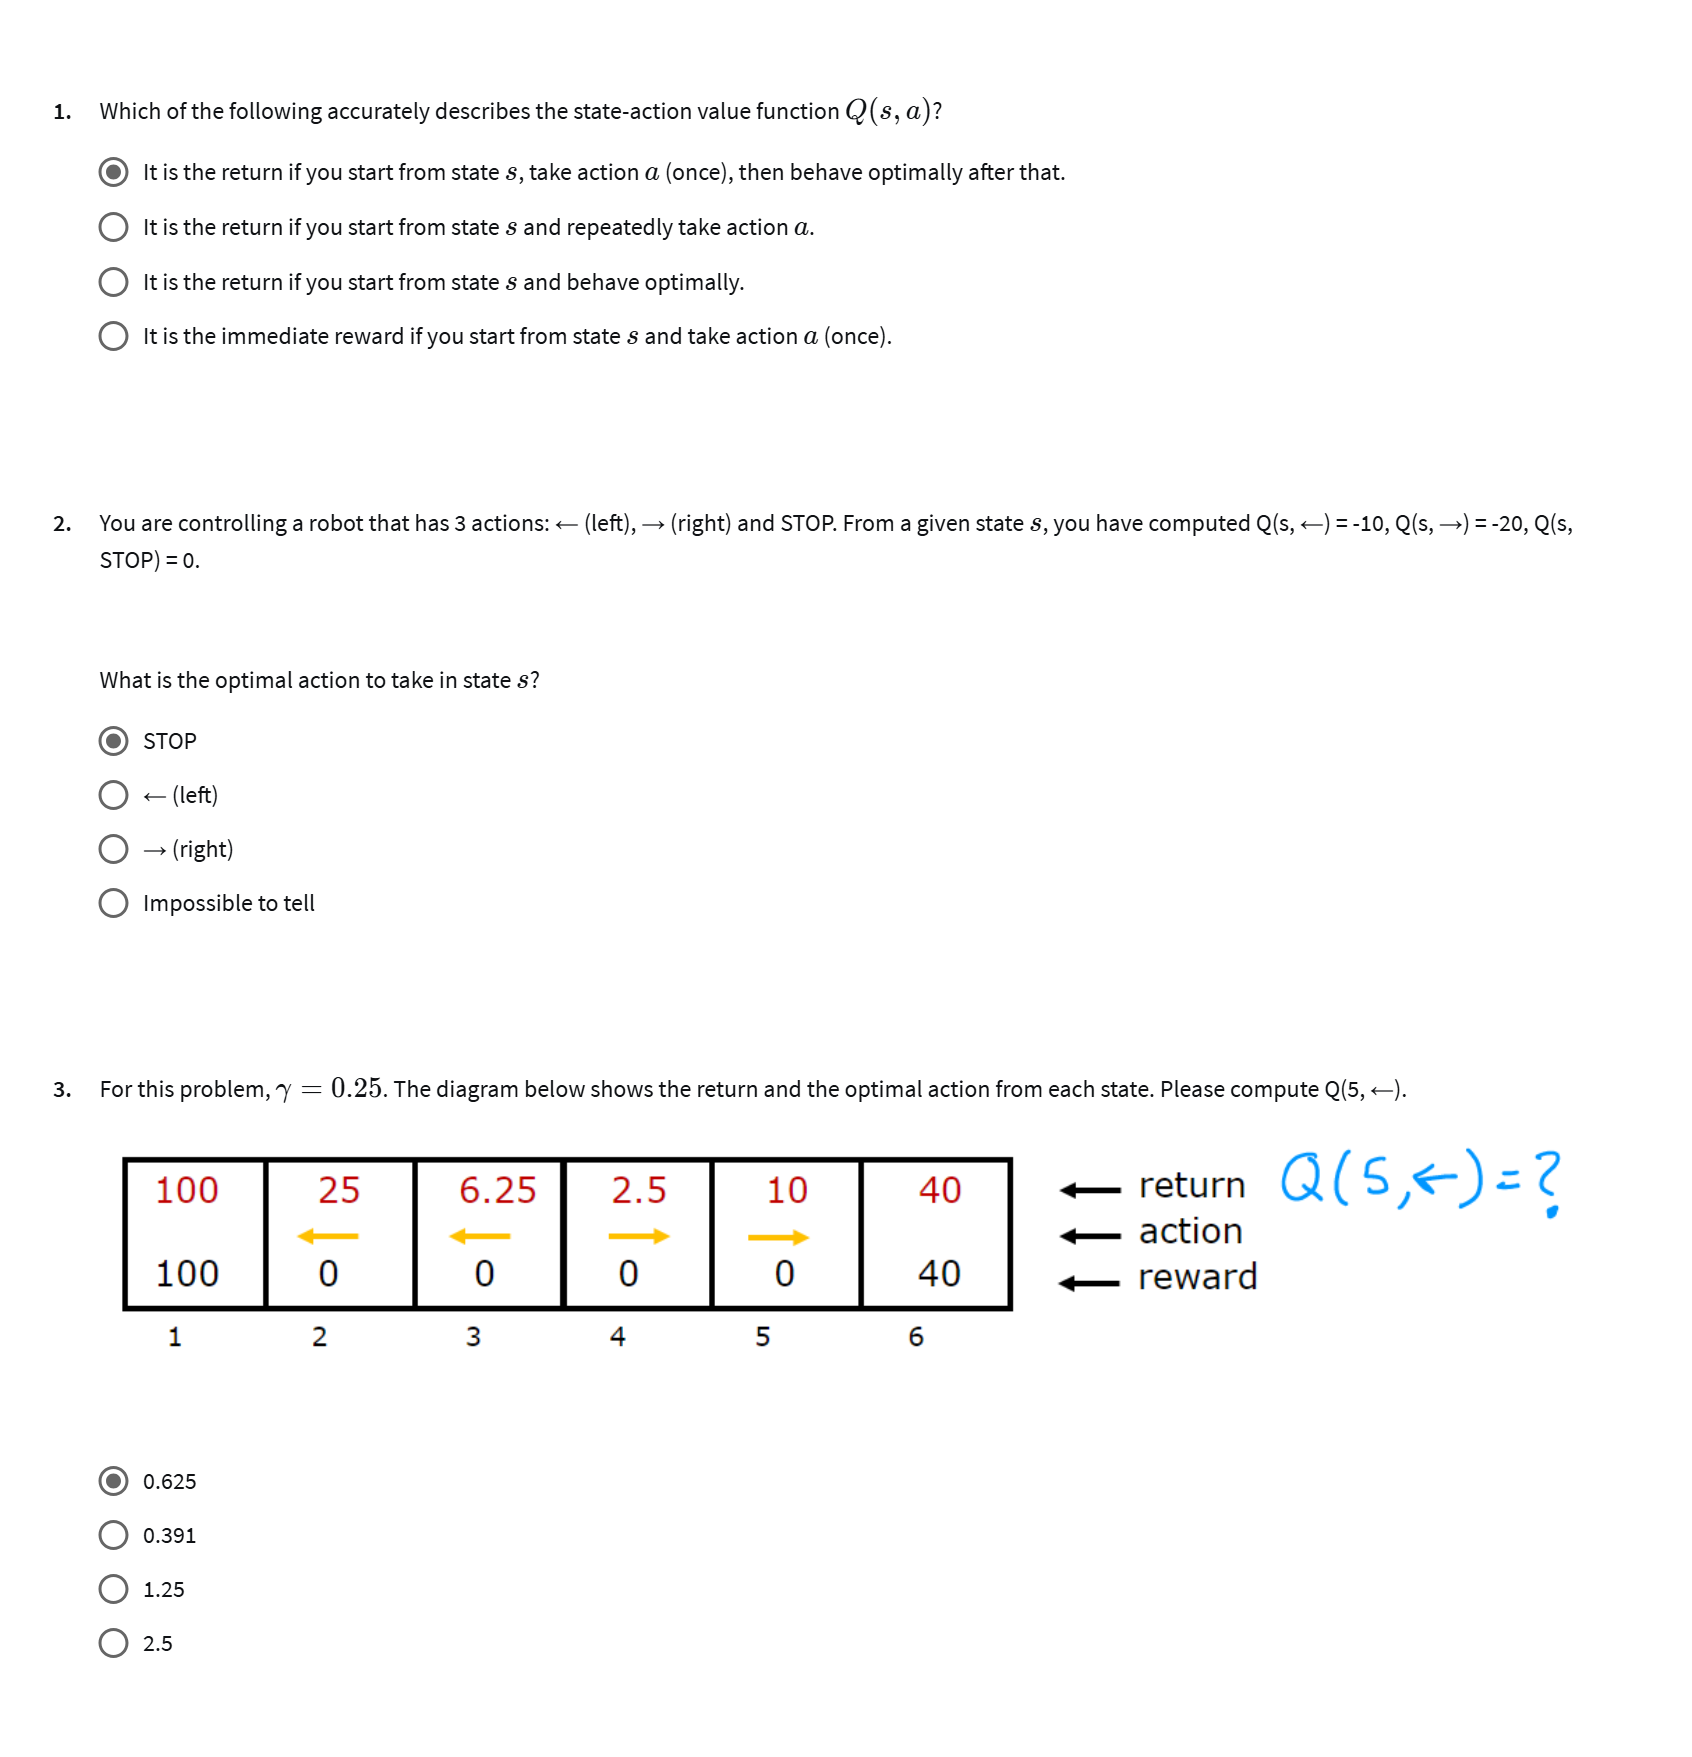 1. Which of the following accurately describes the state-action value function Q(s, a)?
It is the return if you start from state s, take action a (once), then behave optimally after that.
It is the return if you start from state s and repeatedly take action a.
It is the return if you start from state s and behave optimally.
It is the immediate reward if you start from state s and take action a (once).
2. You are controlling a robot that has 3 actions: ← (left), → (right) and STOP. From a given state s, you have computed Q(s, ←) = -10, Q(s, →) = -20, Q(s,
STOP) = 0.
What is the optimal action to take in state s?
STOP
← (left)
→ (right)
Impossible to tell
3. For this problem, γ = 0.25. The diagram below shows the return and the optimal action from each state. Please compute Q(5, ←).
100 25 6.25 2.5 10 40 ← return Q(5,←)=?
← ← → → ← action
100 0 0 0 0 40 ← reward
1 2 3 4 5 6
0.625
0.391
1.25
2.5